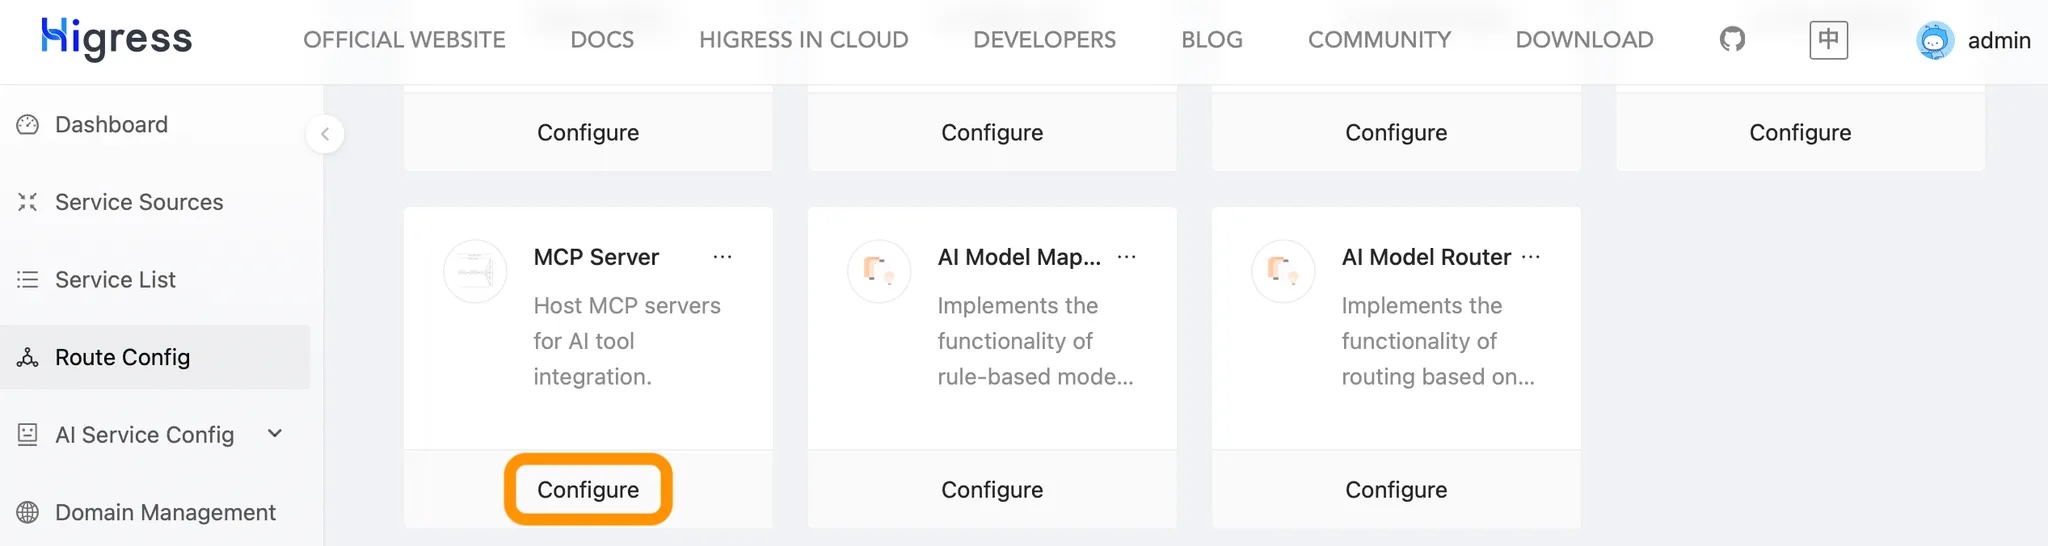 Higress
OFFICIAL WEBSITE DOCS HIGRESS IN CLOUD DEVELOPERS BLOG COMMUNITY DOWNLOAD 中 admin
Dashboard
Service Sources
Service List
Route Config
AI Service Config
Domain Management
Configure Configure Configure Configure
MCP Server ...
Host MCP servers
for AI tool
integration.
Configure
AI Model Map... ...
Implements the
functionality of
rule-based mode...
Configure
AI Model Router ...
Implements the
functionality of
routing based on...
Configure